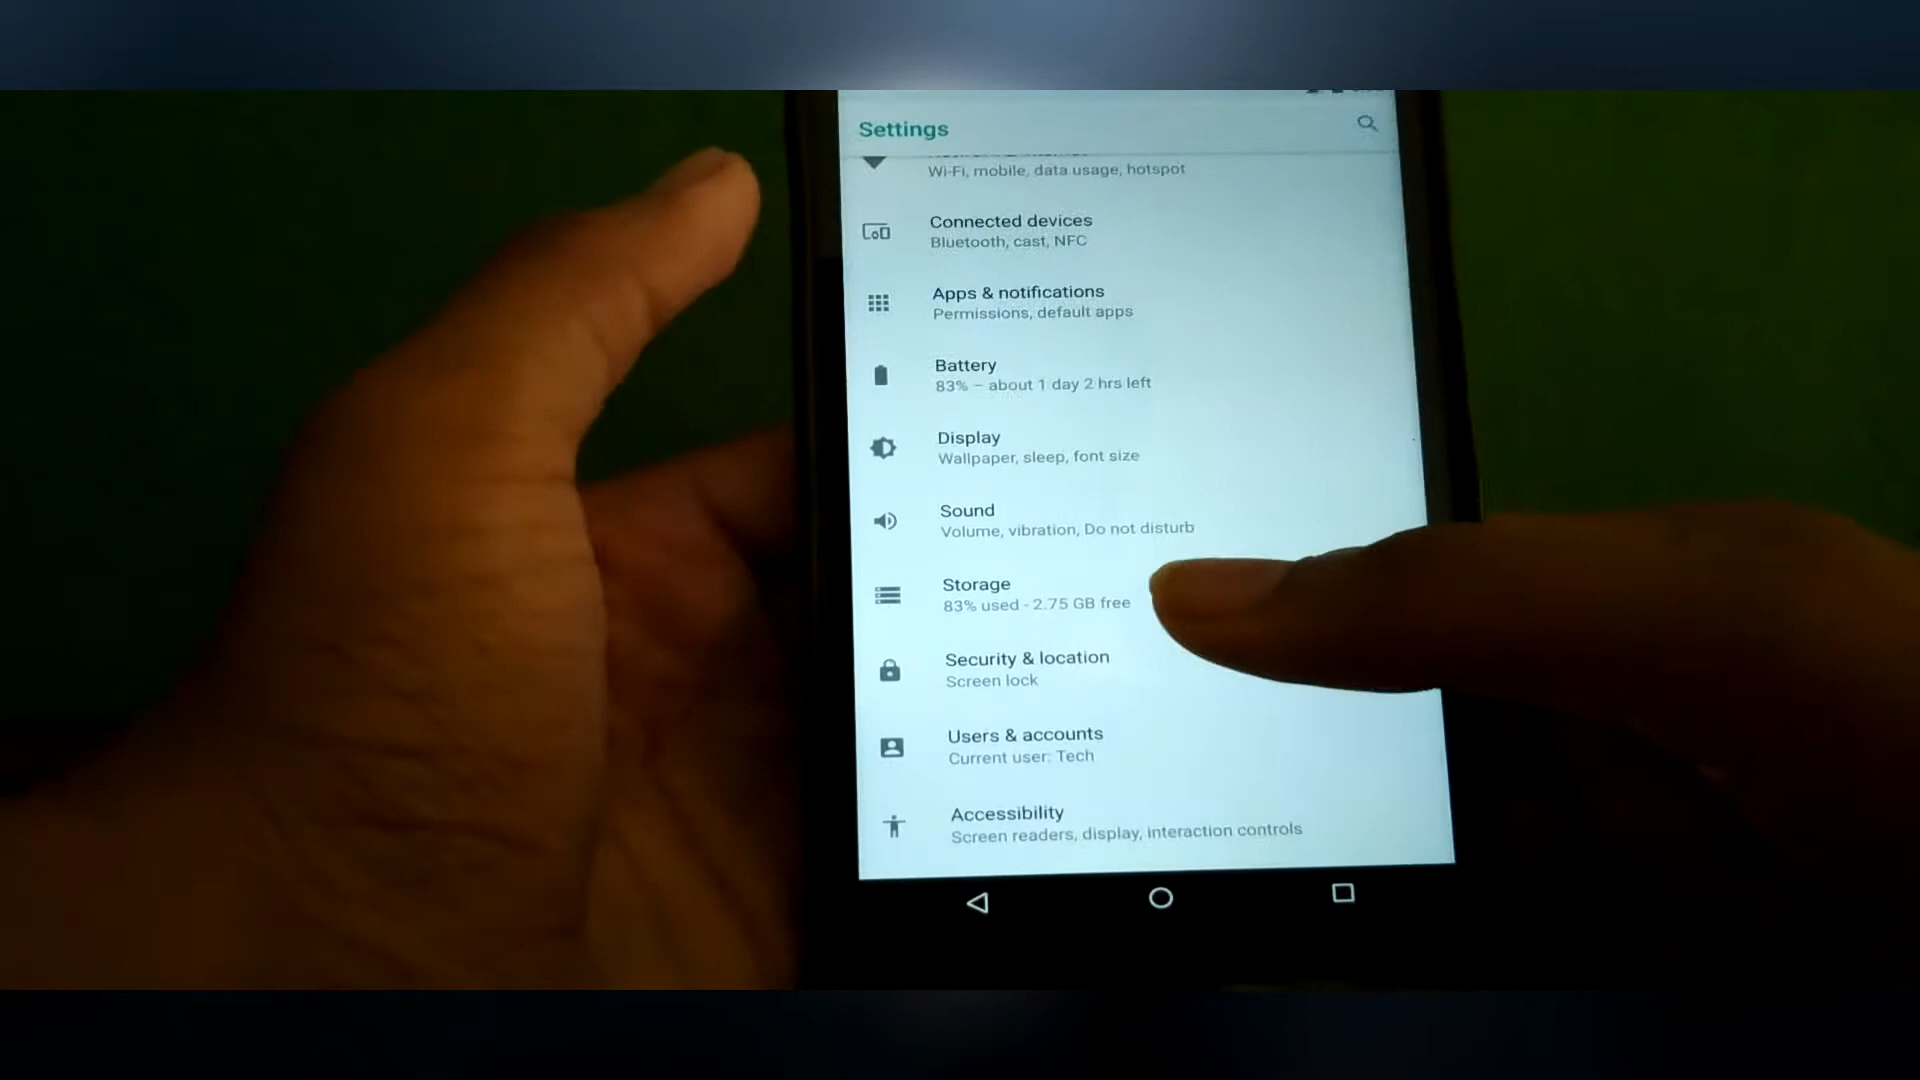 Settings
Wi-Fi, mobile, data usage, hotspot
Connected devices
Bluetooth, cast, NFC
Apps & notifications
Permissions, default apps
Battery
83% – about 1 day 2 hrs left
Display
Wallpaper, sleep, font size
Sound
Volume, vibration, Do not disturb
Storage
83% used - 2.75 GB free
Security & location
Screen lock
Users & accounts
Current user: Tech
Accessibility
Screen readers, display, interaction controls